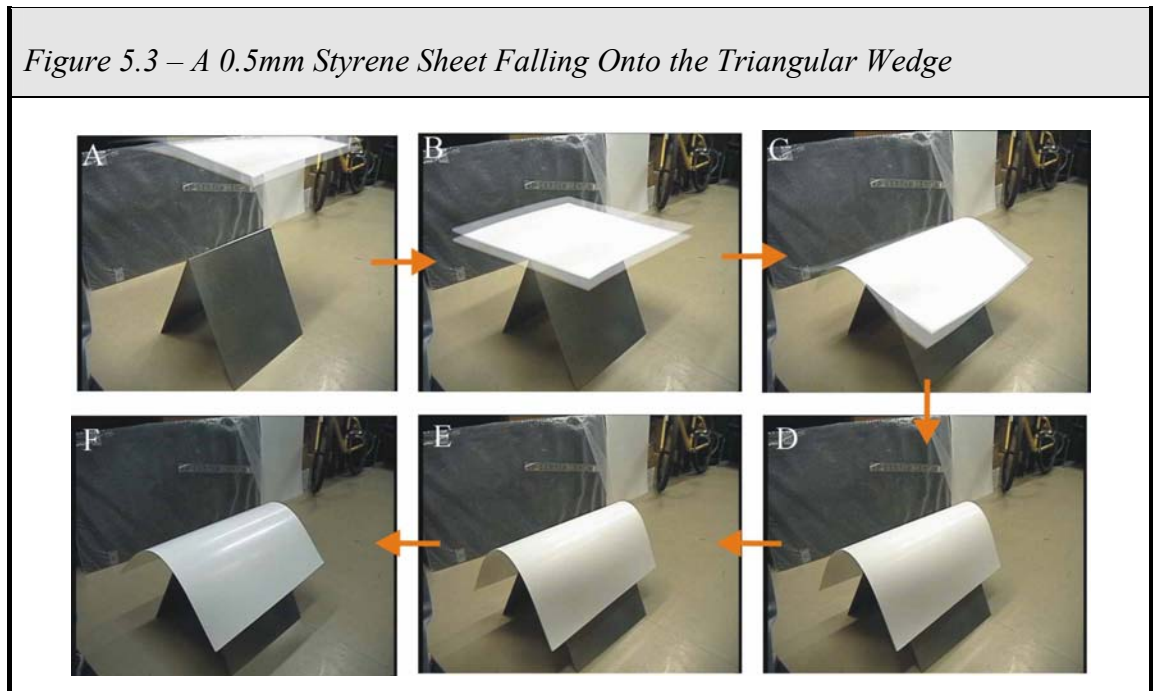 Figure 5.3 – A 0.5mm Styrene Sheet Falling Onto the Triangular Wedge
A
B
C
F
E
D